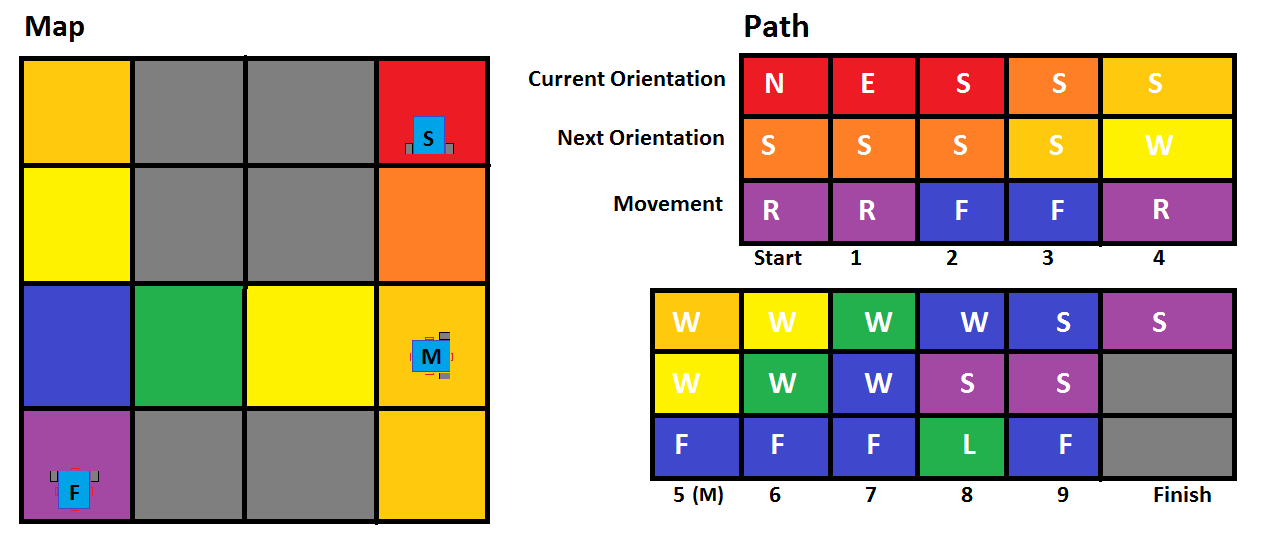 Map
S
M
F
Path
Current Orientation N E S S S
Next Orientation S S S S W
Movement R R F F R
Start 1 2 3 4
W W W W S S
W W W S S
F F F L F
5 (M) 6 7 8 9 Finish